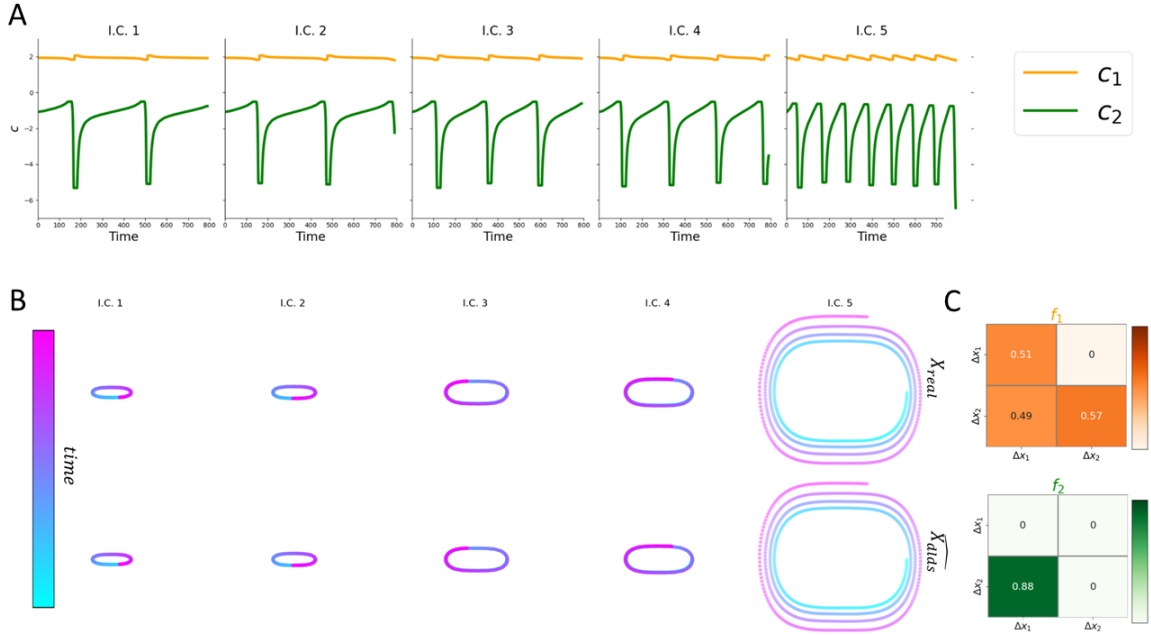 A
I.C. 1 I.C. 2 I.C. 3 I.C. 4 I.C. 5
2
0
−2
−4
−6
c
0 100 200 300 400 500 600 700 800 0 100 200 300 400 500 600 700 800 0 100 200 300 400 500 600 700 800 0 100 200 300 400 500 600 700 800 0 100 200 300 400 500 600 700
Time Time Time Time Time
c₁
c₂
B
I.C. 1 I.C. 2 I.C. 3 I.C. 4 I.C. 5
time
X_real
X̂_dlds
C
f₁
Δx₁ 0.51 0
Δx₂ 0.49 0.57
Δx₁ Δx₂
f₂
Δx₁ 0 0
Δx₂ 0.88 0
Δx₁ Δx₂